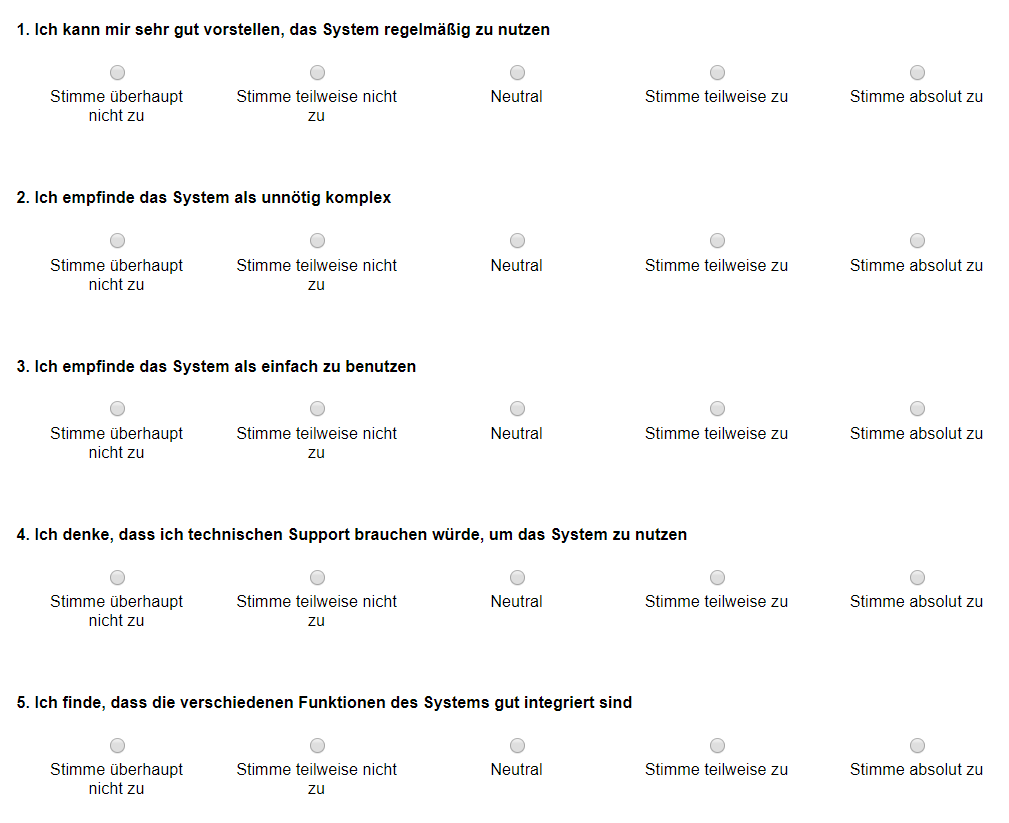 1. Ich kann mir sehr gut vorstellen, das System regelmäßig zu nutzen
Stimme überhaupt nicht zu
Stimme teilweise nicht zu
Neutral
Stimme teilweise zu
Stimme absolut zu
2. Ich empfinde das System als unnötig komplex
Stimme überhaupt nicht zu
Stimme teilweise nicht zu
Neutral
Stimme teilweise zu
Stimme absolut zu
3. Ich empfinde das System als einfach zu benutzen
Stimme überhaupt nicht zu
Stimme teilweise nicht zu
Neutral
Stimme teilweise zu
Stimme absolut zu
4. Ich denke, dass ich technischen Support brauchen würde, um das System zu nutzen
Stimme überhaupt nicht zu
Stimme teilweise nicht zu
Neutral
Stimme teilweise zu
Stimme absolut zu
5. Ich finde, dass die verschiedenen Funktionen des Systems gut integriert sind
Stimme überhaupt nicht zu
Stimme teilweise nicht zu
Neutral
Stimme teilweise zu
Stimme absolut zu